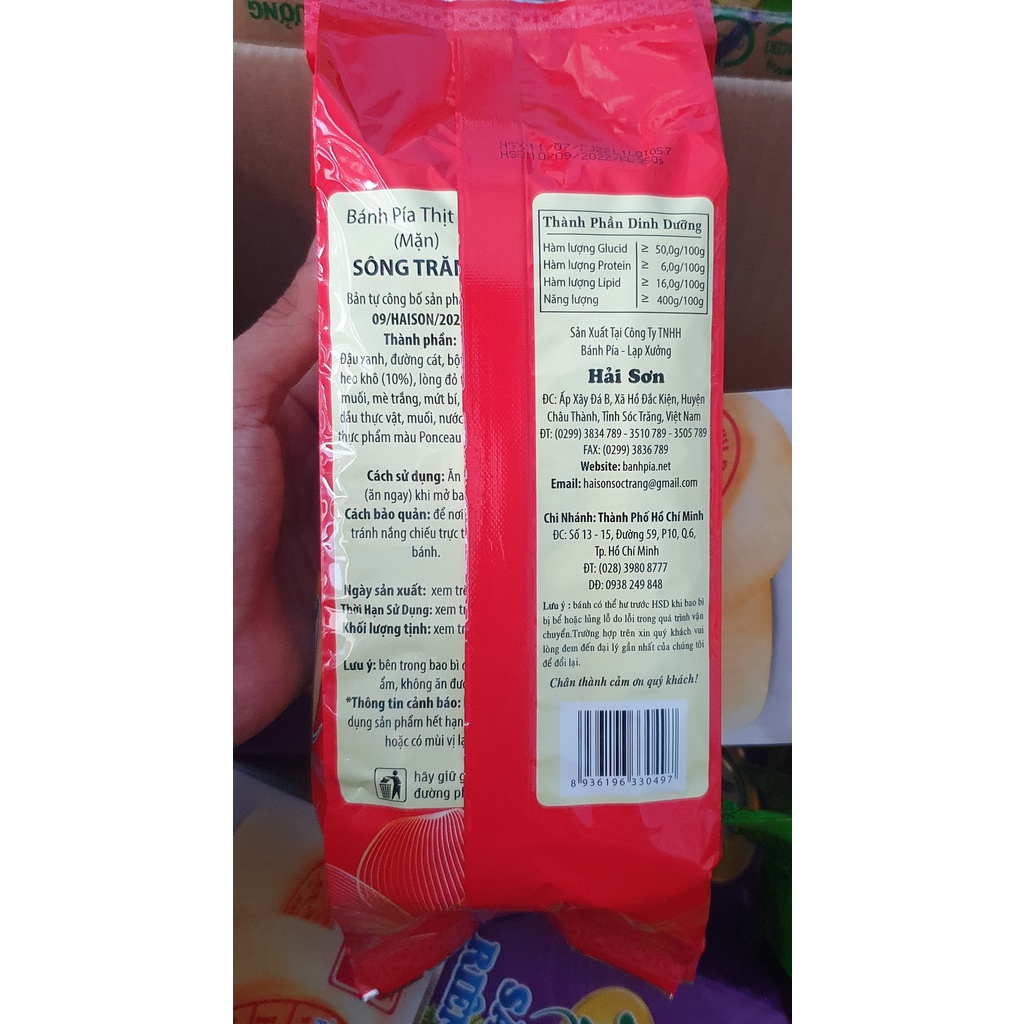 HSX:11/07/2022 LOT057
HSD:10/09/2022
Bánh Pía Thịt
(Mặn)
SÔNG TRĂN
Bản tự công bố sản phẩ
09/HAISON/202
Thành phần:
Đậu xanh, đường cát, bộ
heo khô (10%), lòng đỏ
muối, mè trắng, mứt bí,
dầu thực vật, muối, nước
thực phẩm màu Ponceau
Cách sử dụng: Ăn
(ăn ngay) khi mở ba
Cách bảo quản: để nơi
tránh nắng chiếu trực t
bánh.
Ngày sản xuất: xem trê
Thời Hạn Sử Dụng: xem t
Khối lượng tịnh: xem tr
Lưu ý: bên trong bao bì
ẩm, không ăn đư
*Thông tin cảnh báo:
dụng sản phẩm hết hạn
hoặc có mùi vị lạ
hãy giữ g
đường ph
Thành Phần Dinh Dưỡng
Hàm lượng Glucid ≥ 50,0g/100g
Hàm lượng Protein ≥ 6,0g/100g
Hàm lượng Lipid ≥ 16,0g/100g
Năng lượng ≥ 400g/100g
Sản Xuất Tại Công Ty TNHH
Bánh Pía - Lạp Xưởng
Hải Sơn
ĐC: Ấp Xây Đá B, Xã Hồ Đắc Kiện, Huyện
Châu Thành, Tỉnh Sóc Trăng, Việt Nam
ĐT: (0299) 3834 789 - 3510 789 - 3505 789
FAX: (0299) 3836 789
Website: banhpia.net
Email: haisonsoctrang@gmail.com
Chi Nhánh: Thành Phố Hồ Chí Minh
ĐC: Số 13 - 15, Đường 59, P10, Q.6,
Tp. Hồ Chí Minh
ĐT: (028) 3980 8777
DĐ: 0938 249 848
Lưu ý : bánh có thể hư trước HSD khi bao bì
bị bể hoặc lủng lỗ do lỗi trong quá trình vận
chuyển.Trường hợp trên xin quý khách vui
lòng đem đến đại lý gần nhất của chúng tôi
để đổi lại.
Chân thành cảm ơn quý khách!
8 936196 330497